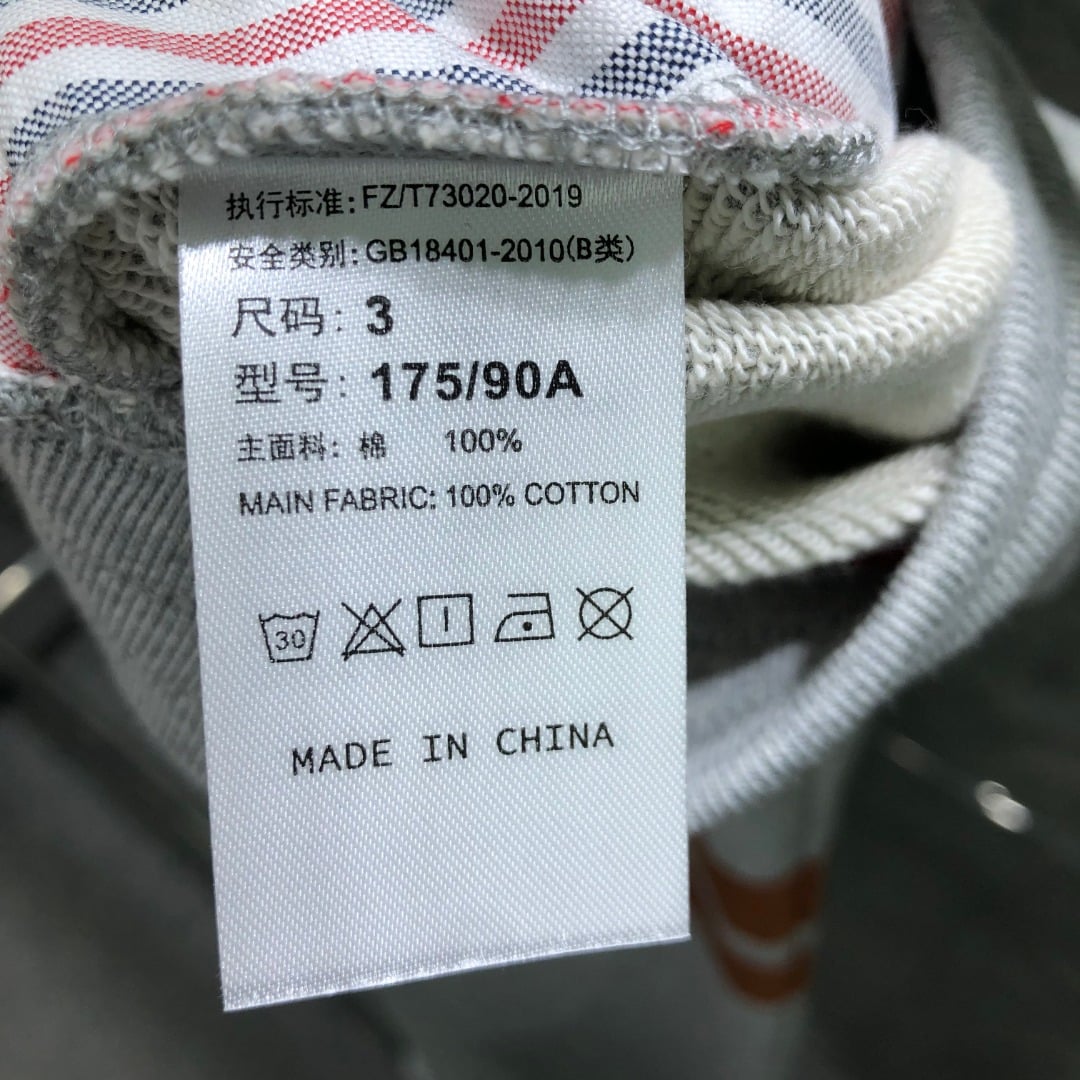 执行标准: FZ/T73020-2019
安全类别: GB18401-2010(B类)
尺码: 3
型号: 175/90A
主面料: 棉 100%
MAIN FABRIC: 100% COTTON
30
MADE IN CHINA